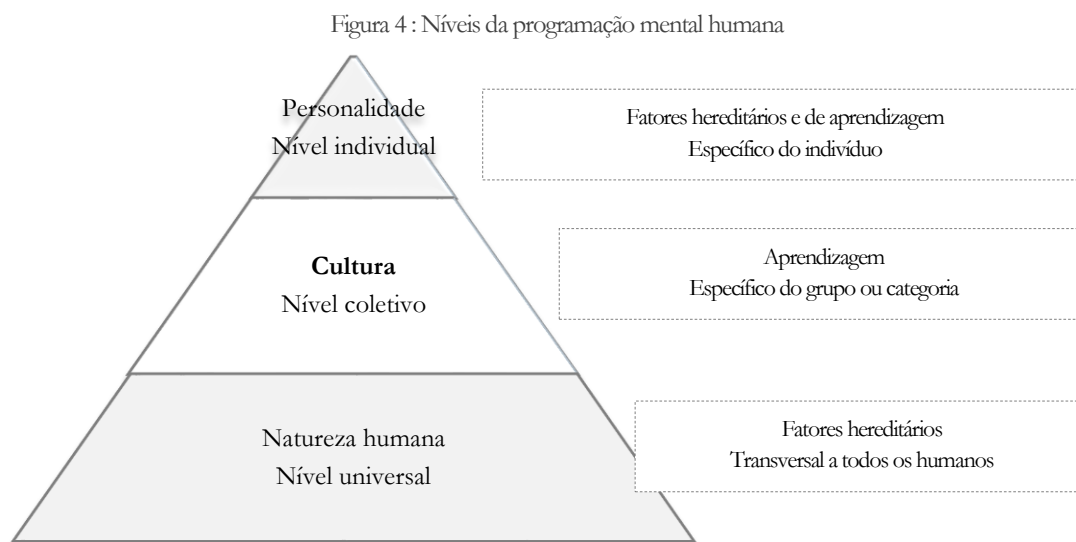 Figura 4 : Níveis da programação mental humana
Personalidade
Nível individual
Fatores hereditários e de aprendizagem
Específico do indivíduo
Cultura
Nível coletivo
Aprendizagem
Específico do grupo ou categoria
Natureza humana
Nível universal
Fatores hereditários
Transversal a todos os humanos